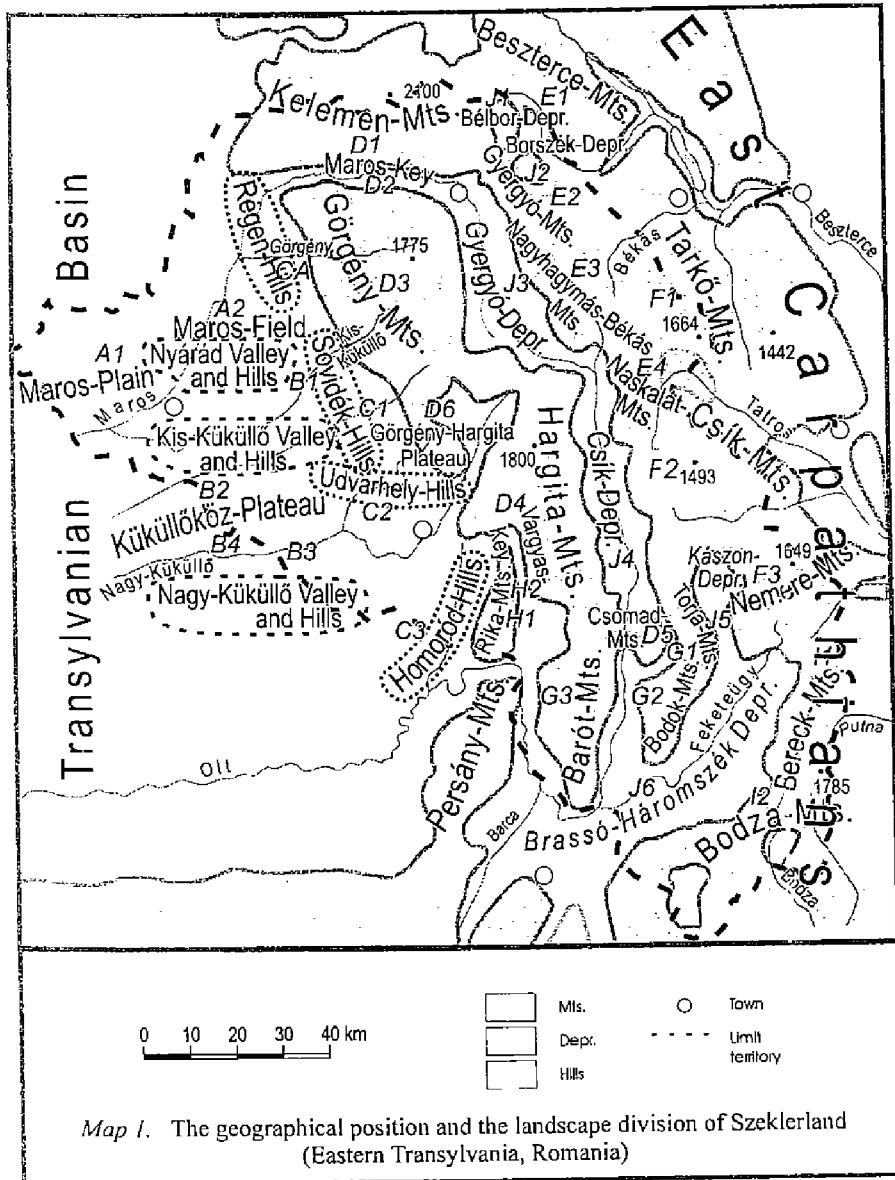 East Carpathians
Transylvanian Basin
Beszterce-Mts.
2100
Kelemen-Mts.
J1
E1
Bélbor-Depr.
Borszék-Depr.
D1
Maros-Key
D2
J2
Gyergyó-Mts.
E2
Regen-Hills
Görgény
CA
1775
Görgény-Mts.
D3
Gyergyó-Depr.
J3
Nagyhagymás-Békás Mts.
E3
Békás
Beszterce
Tarkő-Mts.
F1
1664
1442
A2
Maros-Field
A1
Nyárád Valley
and Hills
Maros-Plain
Maros
B1
Kis-
Küküllő
Sóvidék-Hills
C1
D6
Görgény-Hargita
Plateau
E4
Naskalát-Csík-Mts.
Mts.
Tatros
Kis-Küküllő Valley
and Hills
B2
Udvarhely-Hills
C2
1800
Hargita-Mts.
Csík-Depr.
F2
1493
Küküllőköz-Plateau
B4
B3
Nagy-Küküllő
D4
Vargyas
Key
J4
Kászon-
Depr.
1649
F3
Nemere-Mts.
Nagy-Küküllő Valley
and Hills
C3
Homoród-Hills
Rika-Mts.
H2
H1
Csomád-
Mts.
D5
Torja-Mts.
J5
G1
G3
Barót-Mts.
G2
Bodok-Mts.
Feketeügy
Bereck-Mts.
Putna
Persány-Mts.
Olt
Barca
J6
Brassó-Háromszék Depr.
I2
1785
Bodza-Mts.
Bodza
0 10 20 30 40 km
Mts.
Depr.
Hills
Town
Limit
territory
Map 1. The geographical position and the landscape division of Szeklerland
(Eastern Transylvania, Romania)